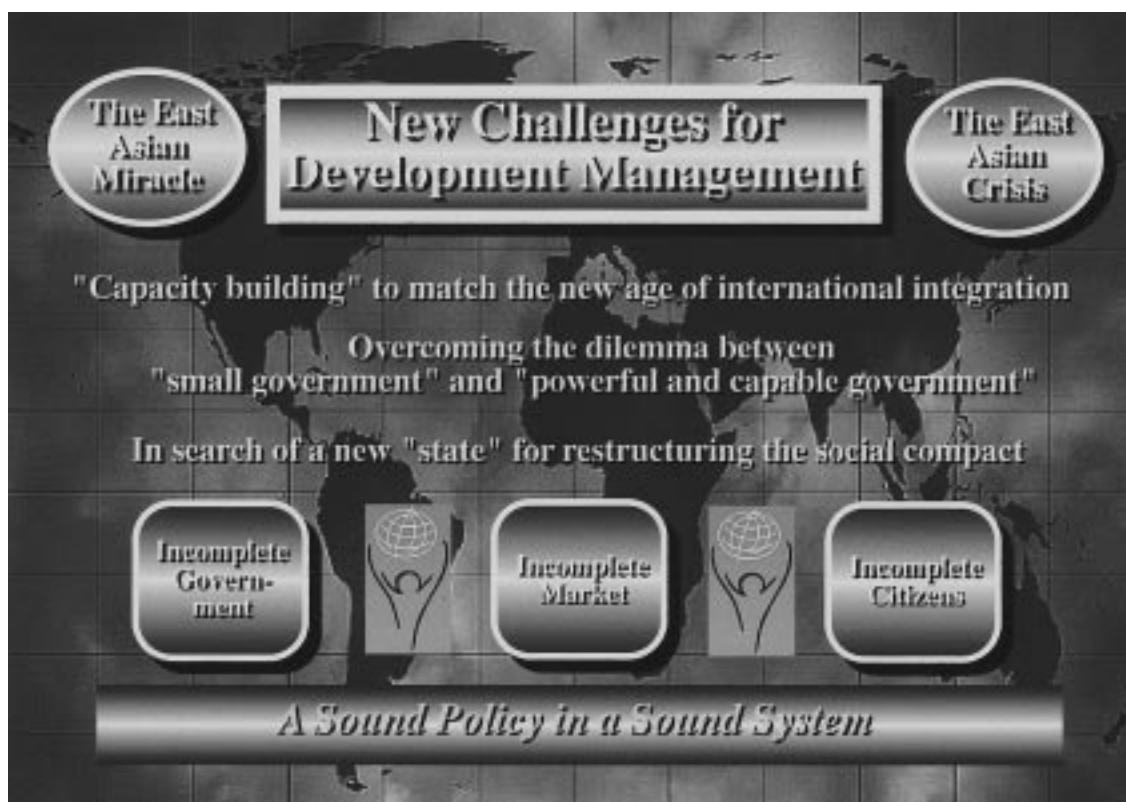 The East
Asian
Miracle
New Challenges for
Development Management
The East
Asian
Crisis
"Capacity building" to match the new age of international integration
Overcoming the dilemma between
"small government" and "powerful and capable government"
In search of a new "state" for restructuring the social compact
Incomplete
Govern-
ment
Incomplete
Market
Incomplete
Citizens
A Sound Policy in a Sound System